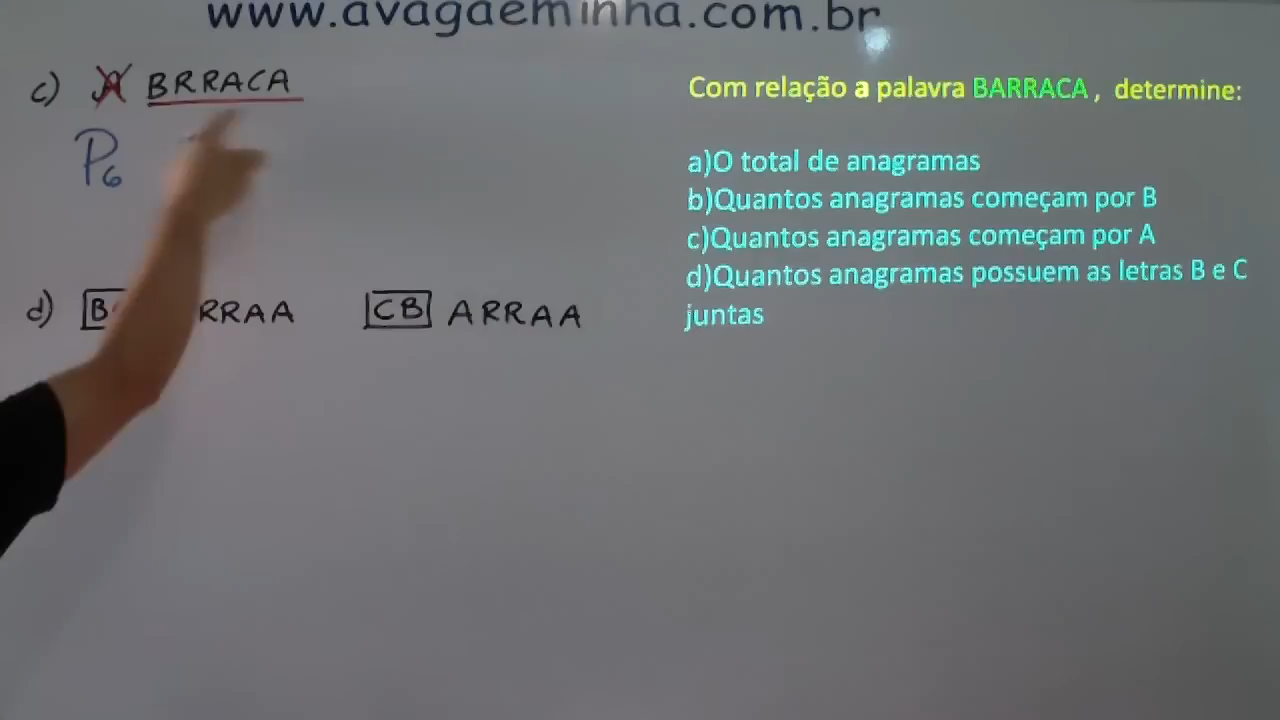 www.avagaeminha.com.br
c) A BRRACA
P6
d) B RRAA CB ARRAA
Com relação a palavra BARRACA , determine:
a)O total de anagramas
b)Quantos anagramas começam por B
c)Quantos anagramas começam por A
d)Quantos anagramas possuem as letras B e C
juntas